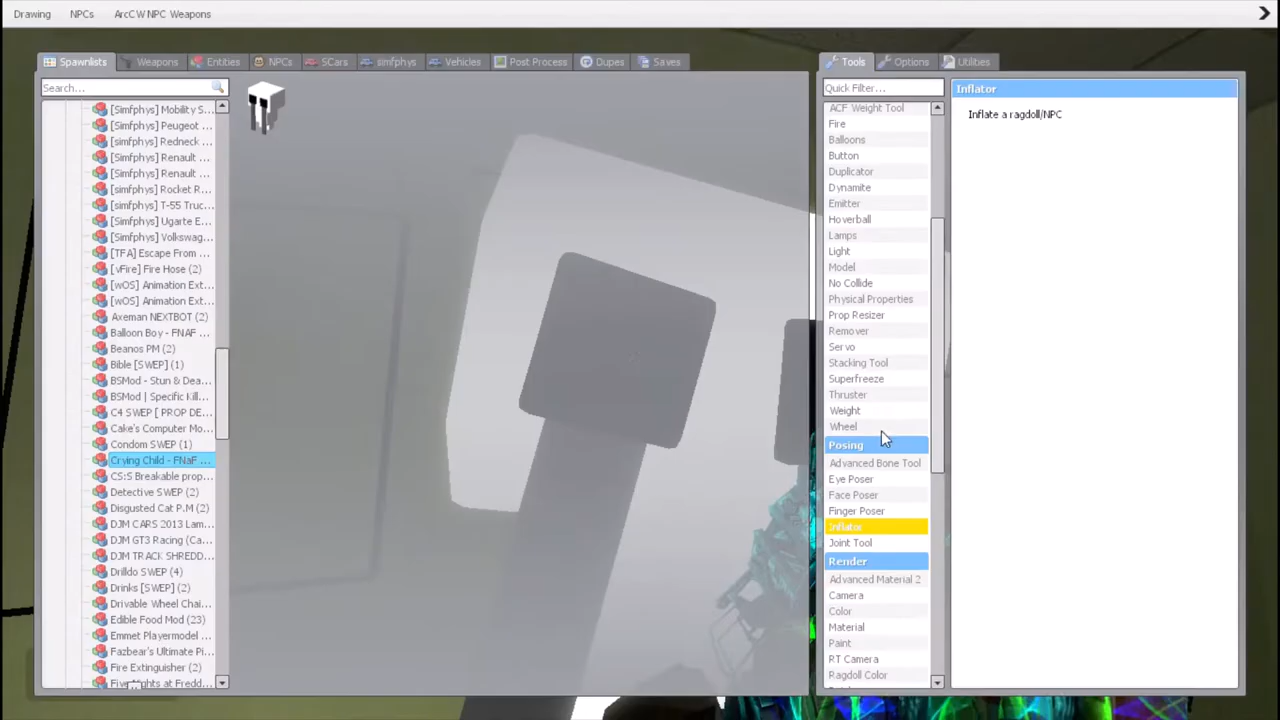 Drawing NPCs ArcCW NPC Weapons
Spawnlists Weapons Entities NPCs SCars simfphys Vehicles Post Process Dupes Saves
Search...
[Simfphys] Mobility S...
[Simfphys] Peugeot ...
[simfphys] Redneck ...
[Simfphys] Renault ...
[Simfphys] Renault ...
[simfphys] Rocket R...
[simfphys] T-55 Truc...
[Simfphys] Ugarte E...
[Simfphys] Volkswag...
[TFA] Escape From ...
[vFire] Fire Hose (2)
[wOS] Animation Ext...
[wOS] Animation Ext...
Axeman NEXTBOT (2)
Balloon Boy - FNAF ...
Beanos PM (2)
Bible [SWEP] (1)
BSMod - Stun & Dea...
BSMod | Specific Kill...
C4 SWEP [ PROP DE...
Cake's Computer Mo...
Condom SWEP (1)
Crying Child - FNaF ...
CS:S Breakable prop...
Detective SWEP (2)
Disgusted Cat P.M (2)
DJM CARS 2013 Lam...
DJM GT3 Racing (Ca...
DJM TRACK SHREDD...
Drilldo SWEP (4)
Drinks [SWEP] (2)
Drivable Wheel Chai...
Edible Food Mod (23)
Emmet Playermodel ...
Fazbear's Ultimate Pi...
Fire Extinguisher (2)
Five Nights at Fredd...
Tools Options Utilities
Quick Filter...
ACF Weight Tool
Fire
Balloons
Button
Duplicator
Dynamite
Emitter
Hoverball
Lamps
Light
Model
No Collide
Physical Properties
Prop Resizer
Remover
Servo
Stacking Tool
Superfreeze
Thruster
Weight
Wheel
Posing
Advanced Bone Tool
Eye Poser
Face Poser
Finger Poser
Inflator
Joint Tool
Render
Advanced Material 2
Camera
Color
Material
Paint
RT Camera
Ragdoll Color
Inflator
Inflate a ragdoll/NPC